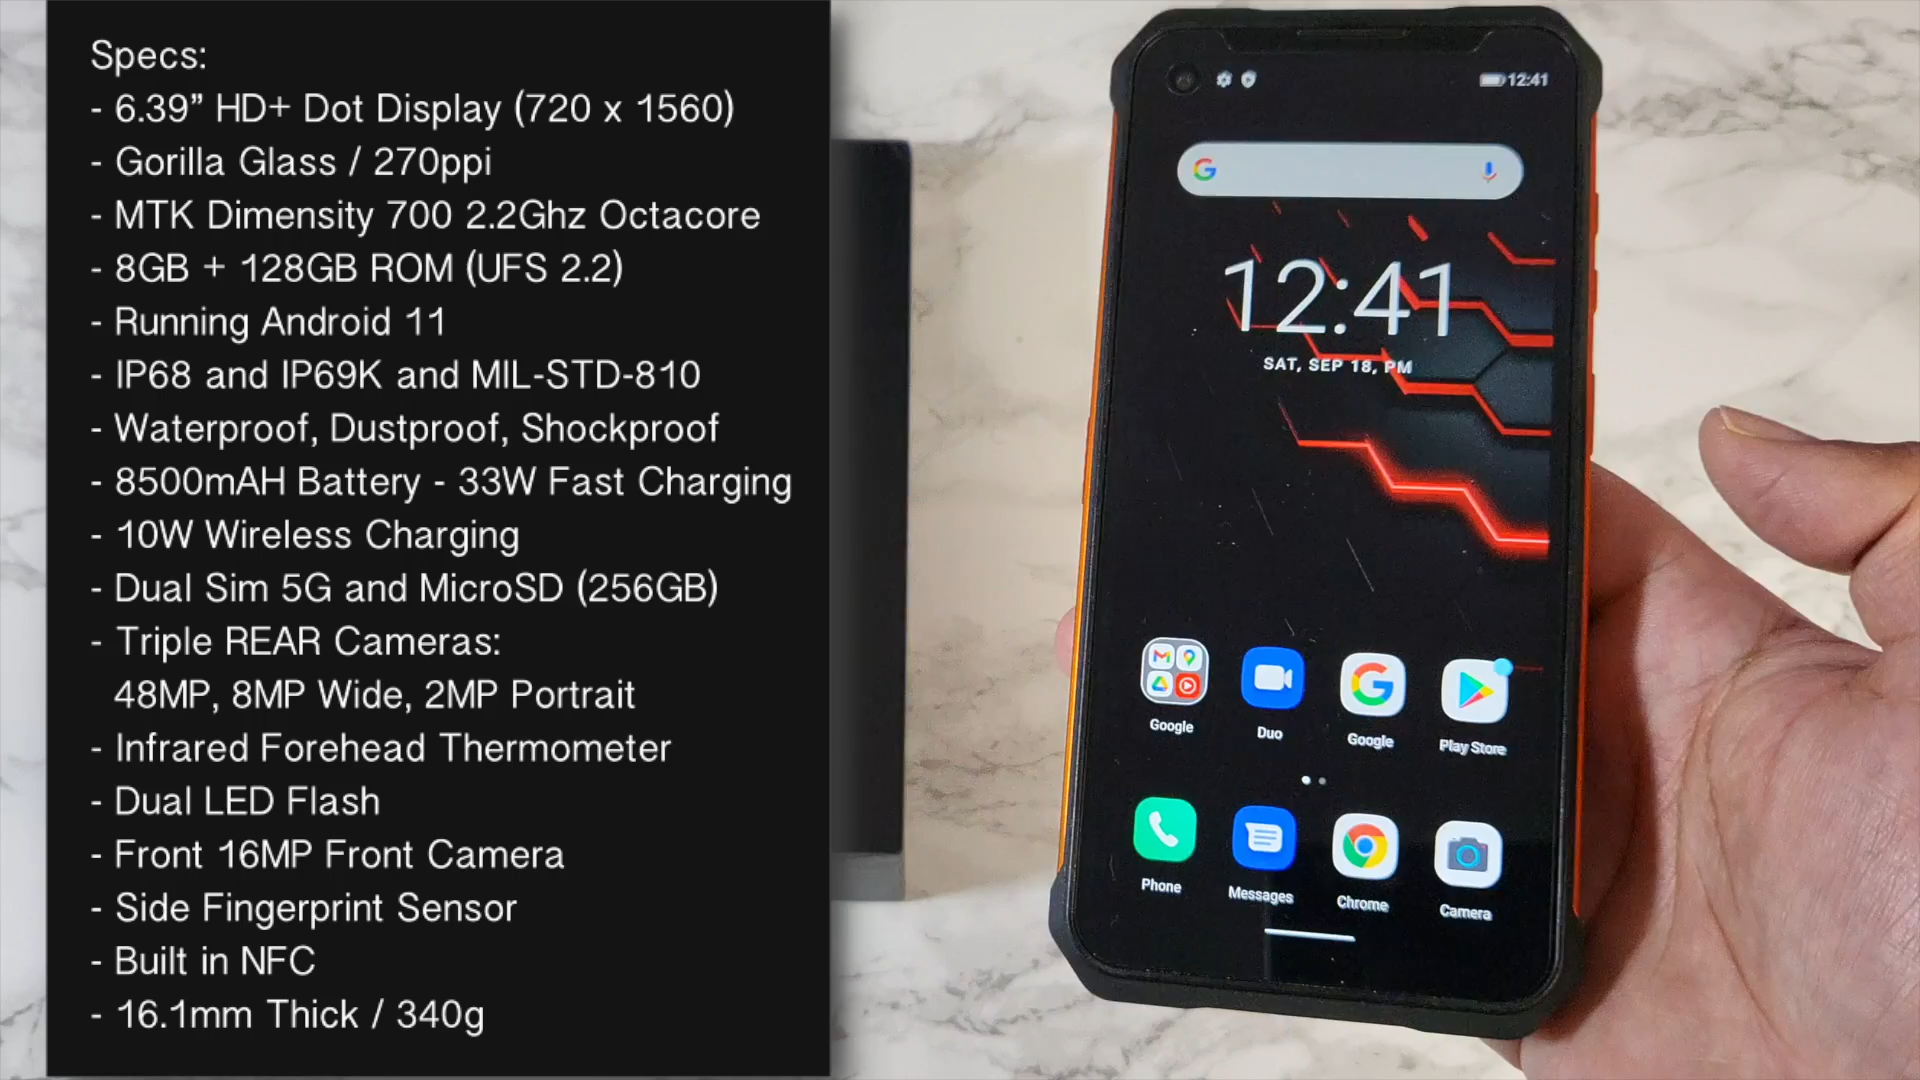 Specs:
- 6.39” HD+ Dot Display (720 x 1560)
- Gorilla Glass / 270ppi
- MTK Dimensity 700 2.2Ghz Octacore
- 8GB + 128GB ROM (UFS 2.2)
- Running Android 11
- IP68 and IP69K and MIL-STD-810
- Waterproof, Dustproof, Shockproof
- 8500mAH Battery - 33W Fast Charging
- 10W Wireless Charging
- Dual Sim 5G and MicroSD (256GB)
- Triple REAR Cameras:
48MP, 8MP Wide, 2MP Portrait
- Infrared Forehead Thermometer
- Dual LED Flash
- Front 16MP Front Camera
- Side Fingerprint Sensor
- Built in NFC
- 16.1mm Thick / 340g
12:41
12:41
SAT, SEP 18, PM
Google
Duo
Google
Play Store
Phone
Messages
Chrome
Camera